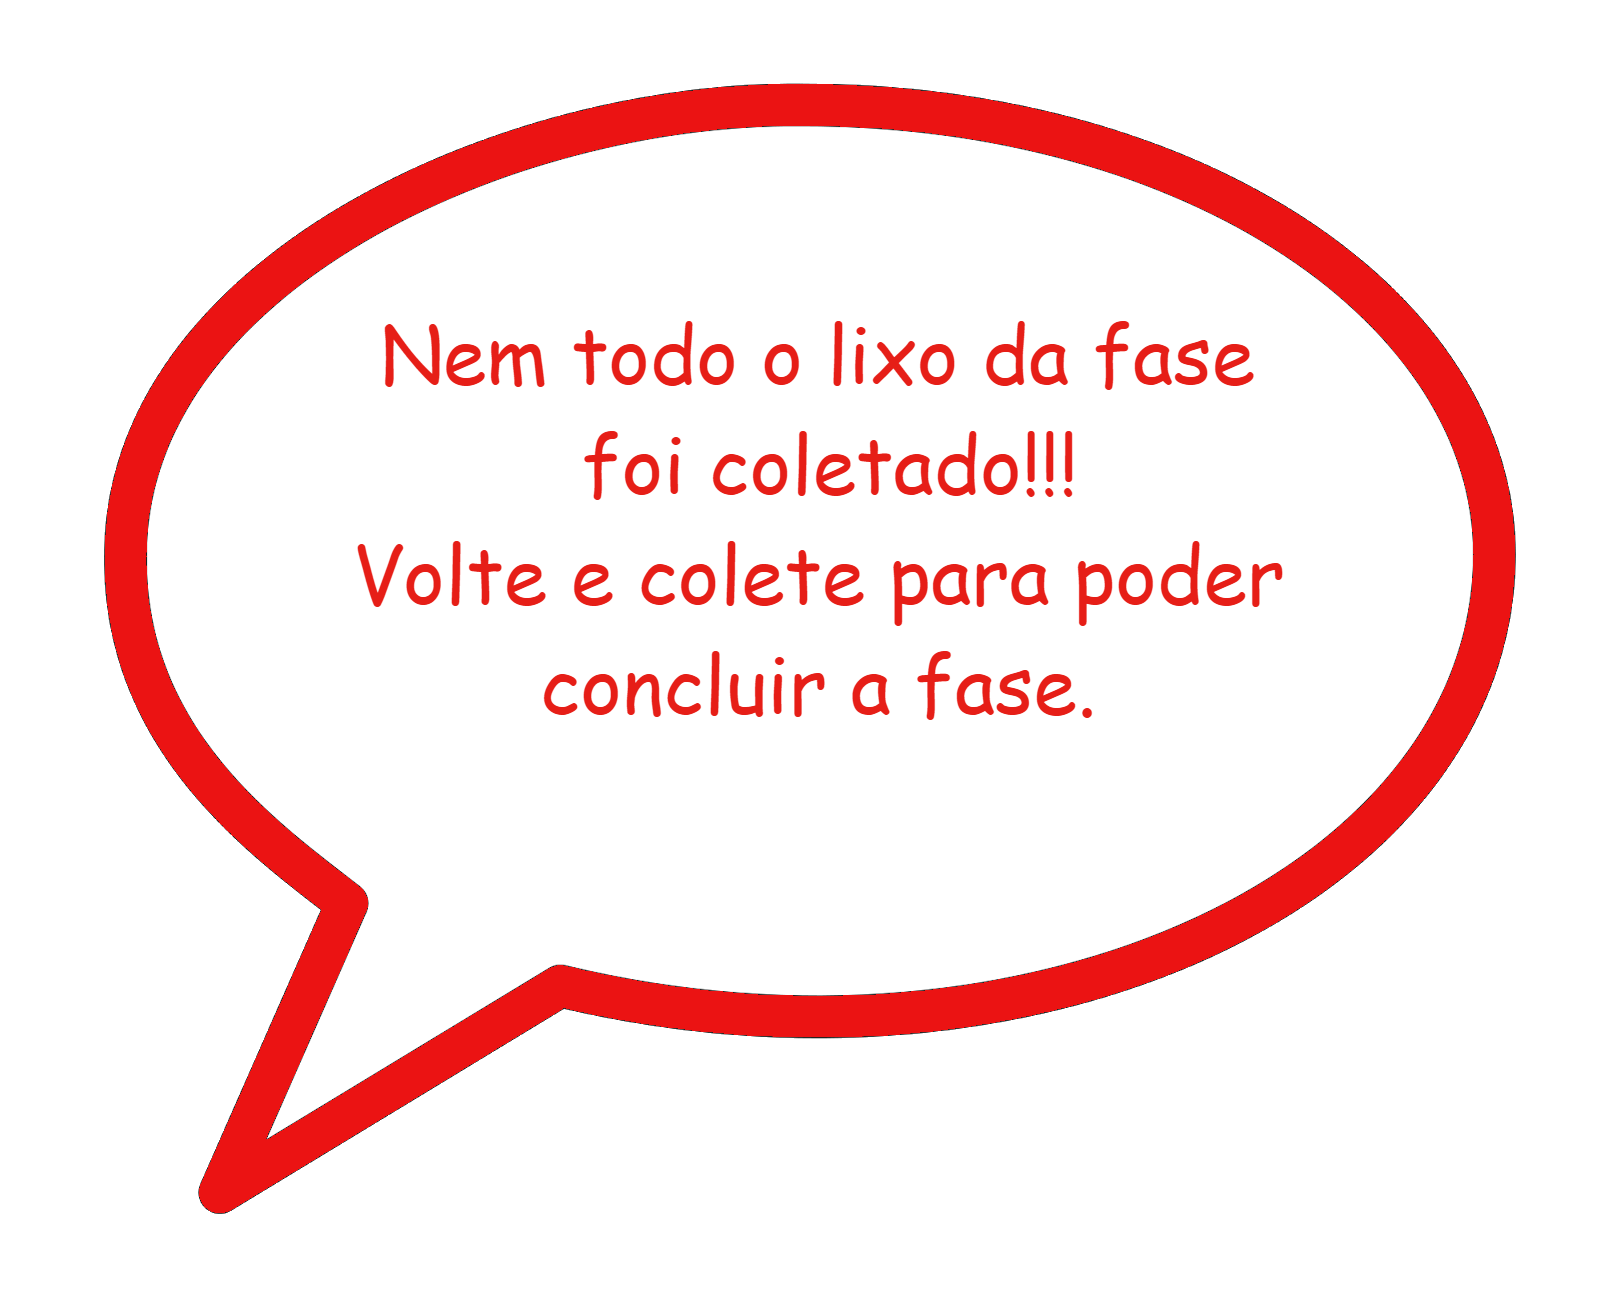 Nem todo o lixo da fase
foi coletado!!!
Volte e colete para poder
concluir a fase.